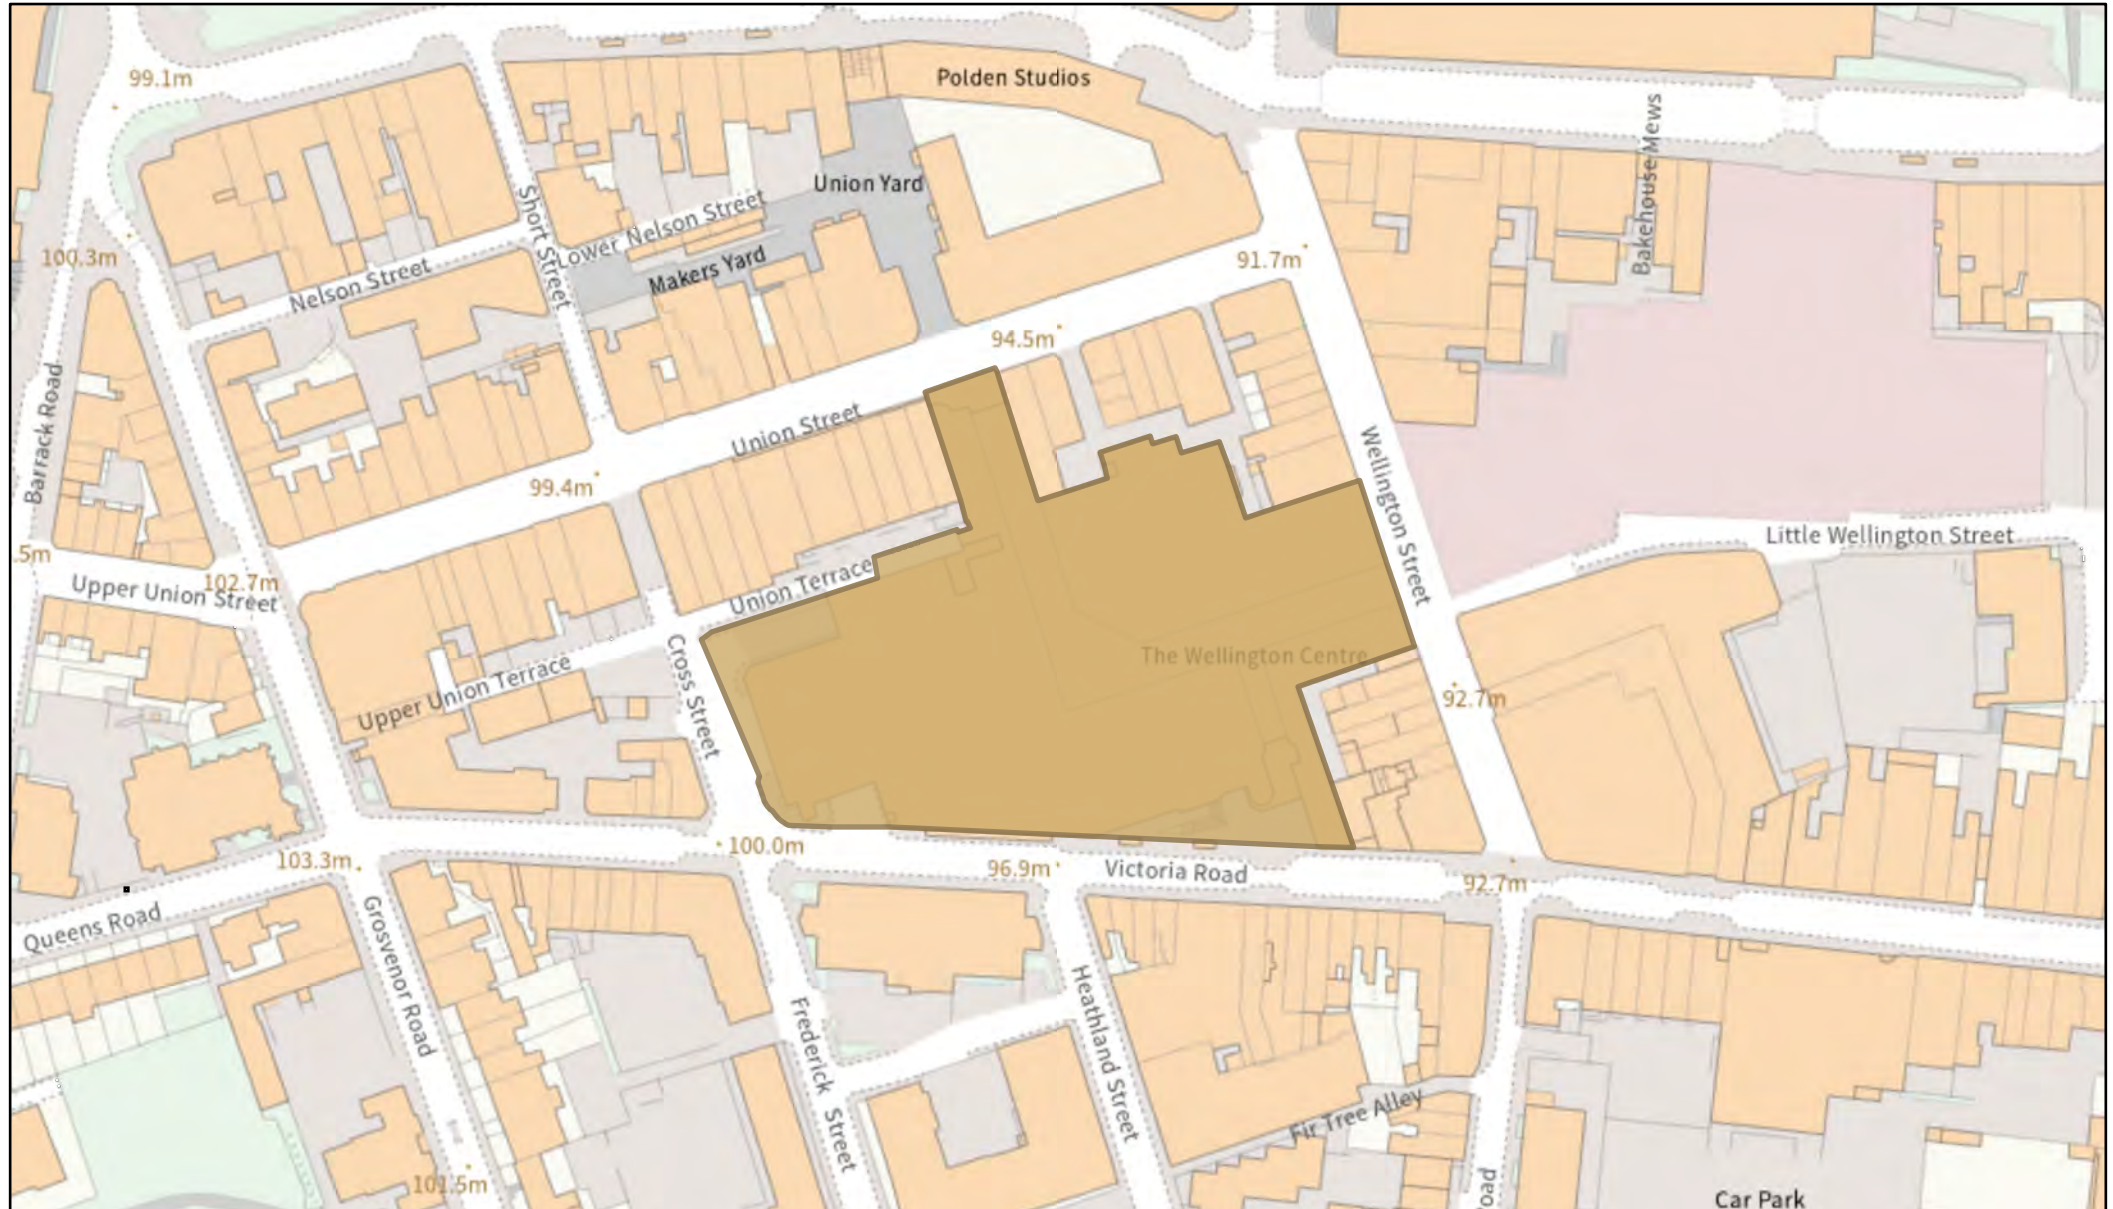 99.1m
Polden Studios
Bakehouse Mews
Union Yard
Short Street
Lower Nelson Street
Makers Yard
100.3m
Nelson Street
91.7m
94.5m
Barrack Road
Union Street
Wellington Street
99.4m
.5m
Little Wellington Street
Upper Union Street
102.7m
Union Terrace
Cross Street
The Wellington Centre
Upper Union Terrace
92.7m
100.0m
103.3m
96.9m
Victoria Road
92.7m
Queens Road
Grosvenor Road
Frederick Street
Heathland Street
Fir Tree Alley
101.5m
oad
Car Park